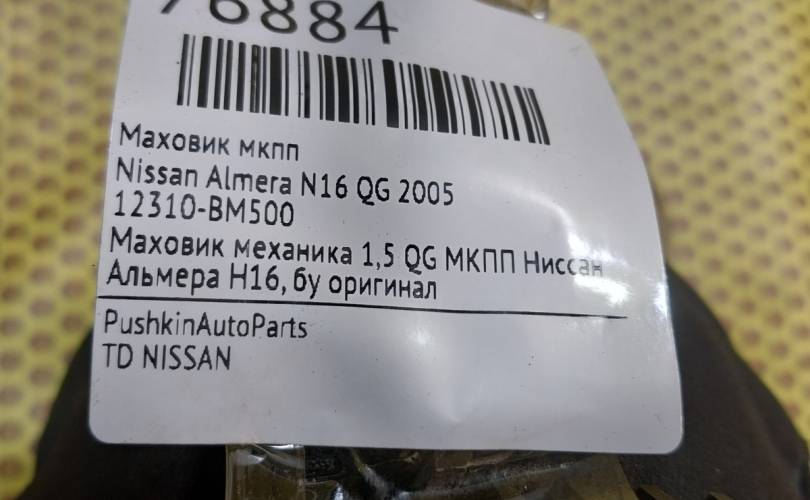 76884
Маховик мкпп
Nissan Almera N16 QG 2005
12310-BM500
Маховик механика 1,5 QG МКПП Ниссан
Альмера Н16, бу оригинал
PushkinAutoParts
TD NISSAN